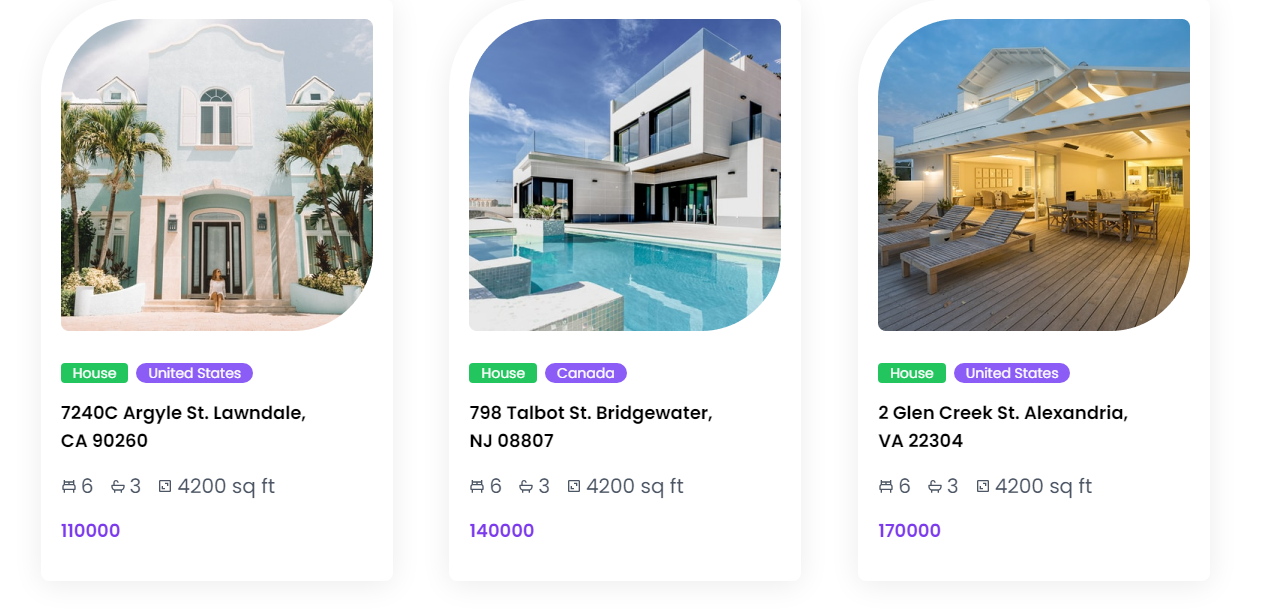 House United States
7240C Argyle St. Lawndale,
CA 90260
6 3 4200 sq ft
110000
House Canada
798 Talbot St. Bridgewater,
NJ 08807
6 3 4200 sq ft
140000
House United States
2 Glen Creek St. Alexandria,
VA 22304
6 3 4200 sq ft
170000